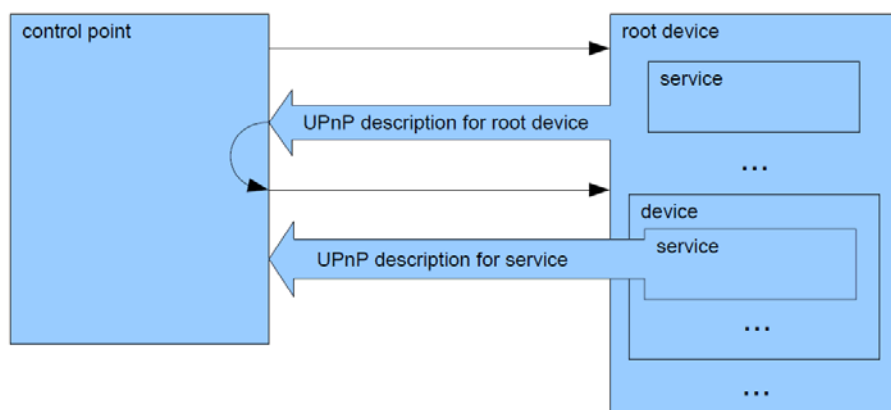 control point
root device
service
UPnP description for root device
...
device
service
UPnP description for service
...
...